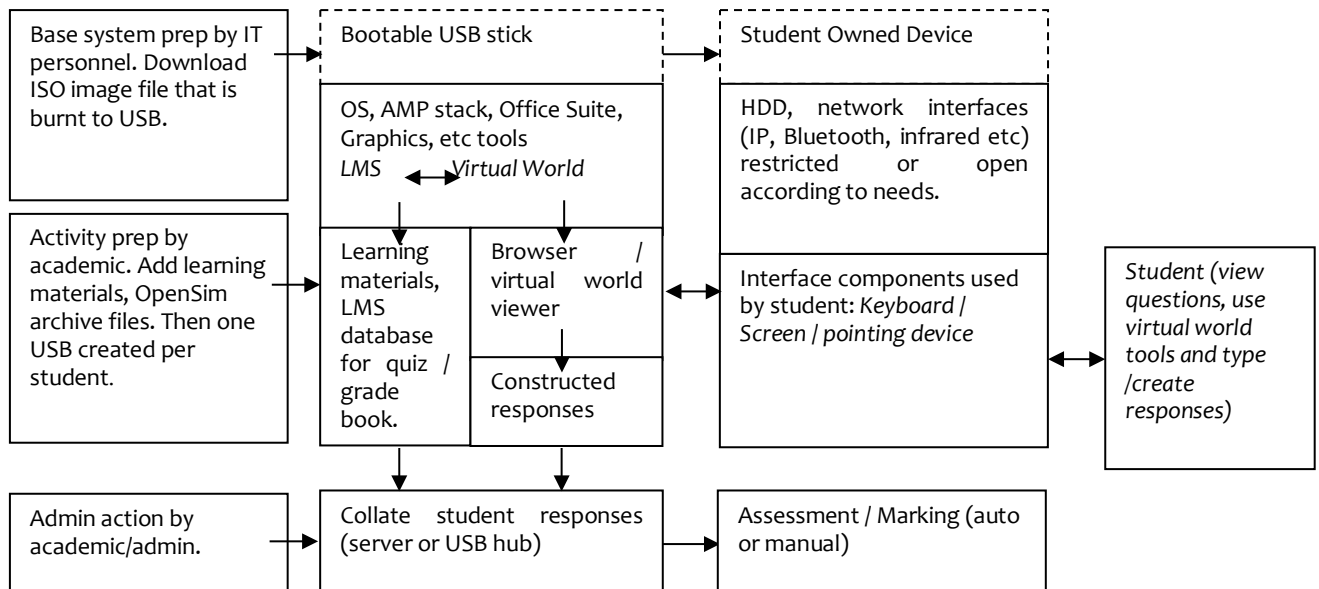 Base system prep by IT
personnel. Download
ISO image file that is
burnt to USB.
Bootable USB stick
Student Owned Device
OS, AMP stack, Office Suite,
Graphics, etc tools
LMS Virtual World
HDD, network interfaces
(IP, Bluetooth, infrared etc)
restricted or open
according to needs.
Activity prep by
academic. Add learning
materials, OpenSim
archive files. Then one
USB created per
student.
Learning
materials,
LMS
database
for quiz /
grade
book.
Browser /
virtual world
viewer
Constructed
responses
Interface components used
by student: Keyboard /
Screen / pointing device
Student (view
questions, use
virtual world
tools and type
/create
responses)
Admin action by
academic/admin.
Collate student responses
(server or USB hub)
Assessment / Marking (auto
or manual)